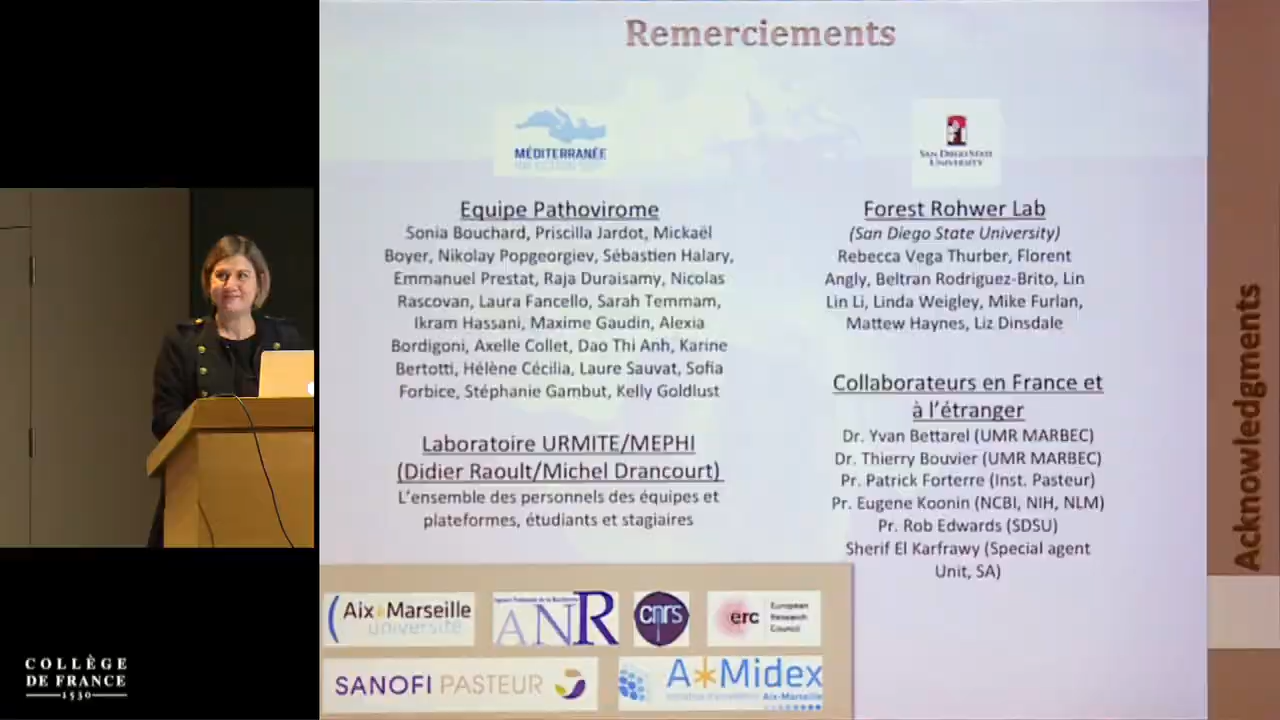 Remerciements
MÉDITERRANÉE
SAN DIEGO STATE
UNIVERSITY
Equipe Pathovirome
Sonia Bouchard, Priscilla Jardot, Mickaël
Boyer, Nikolay Popgeorgiev, Sébastien Halary,
Emmanuel Prestat, Raja Duraisamy, Nicolas
Rascovan, Laura Fancello, Sarah Temmam,
Ikram Hassani, Maxime Gaudin, Alexia
Bordigoni, Axelle Collet, Dao Thi Anh, Karine
Bertotti, Hélène Cécilia, Laure Sauvat, Sofia
Forbice, Stéphanie Gambut, Kelly Goldlust
Laboratoire URMITE/MEPHI
(Didier Raoult/Michel Drancourt)
L'ensemble des personnels des équipes et
plateformes, étudiants et stagiaires
Forest Rohwer Lab
(San Diego State University)
Rebecca Vega Thurber, Florent
Angly, Beltran Rodriguez-Brito, Lin
Lin Li, Linda Weigley, Mike Furlan,
Mattew Haynes, Liz Dinsdale
Collaborateurs en France et
à l'étranger
Dr. Yvan Bettarel (UMR MARBEC)
Dr. Thierry Bouvier (UMR MARBEC)
Pr. Patrick Forterre (Inst. Pasteur)
Pr. Eugene Koonin (NCBI, NIH, NLM)
Pr. Rob Edwards (SDSU)
Sherif El Karfrawy (Special agent
Unit, SA)
Acknowledgments
Aix Marseille
université
ANR
cnrs
erc
European
Research
Council
SANOFI PASTEUR
A*Midex
Aix-Marseille
COLLÈGE
DE FRANCE
1530